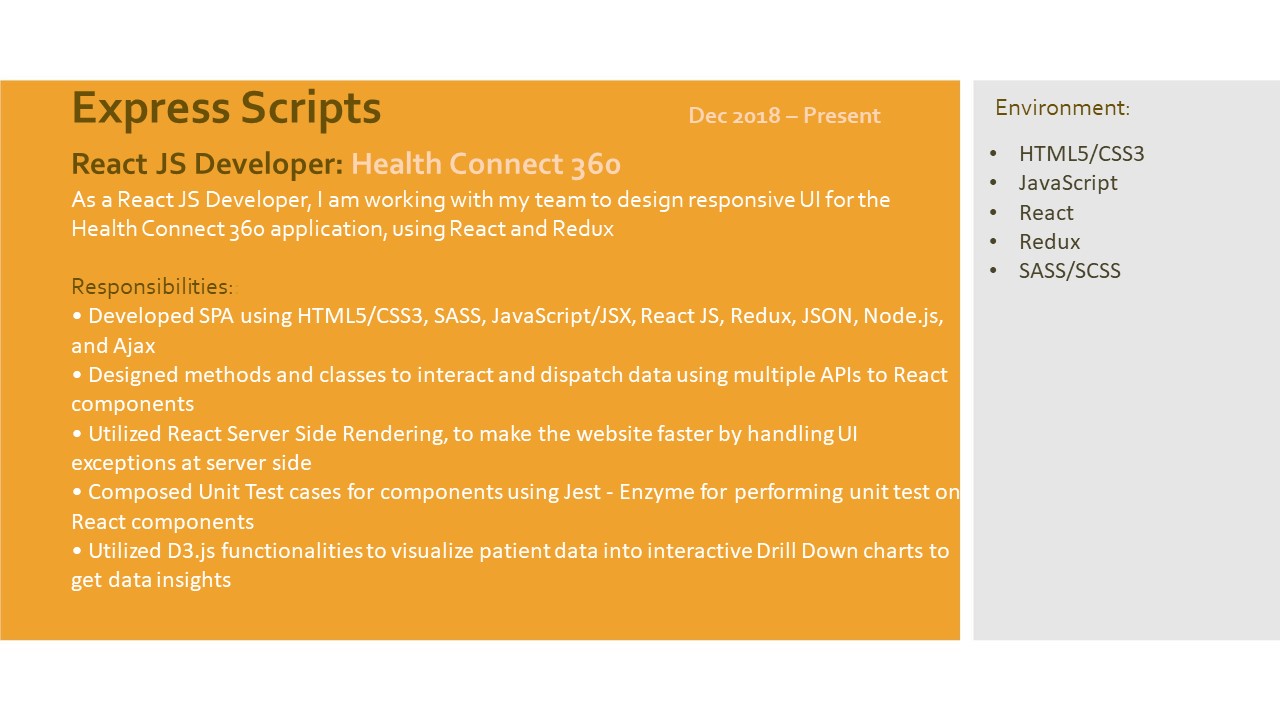 Express Scripts
Dec 2018 – Present
React JS Developer: Health Connect 360
As a React JS Developer, I am working with my team to design responsive UI for the
Health Connect 360 application, using React and Redux
Responsibilities:
• Developed SPA using HTML5/CSS3, SASS, JavaScript/JSX, React JS, Redux, JSON, Node.js,
and Ajax
• Designed methods and classes to interact and dispatch data using multiple APIs to React
components
• Utilized React Server Side Rendering, to make the website faster by handling UI
exceptions at server side
• Composed Unit Test cases for components using Jest - Enzyme for performing unit test on
React components
• Utilized D3.js functionalities to visualize patient data into interactive Drill Down charts to
get data insights
Environment:
• HTML5/CSS3
• JavaScript
• React
• Redux
• SASS/SCSS